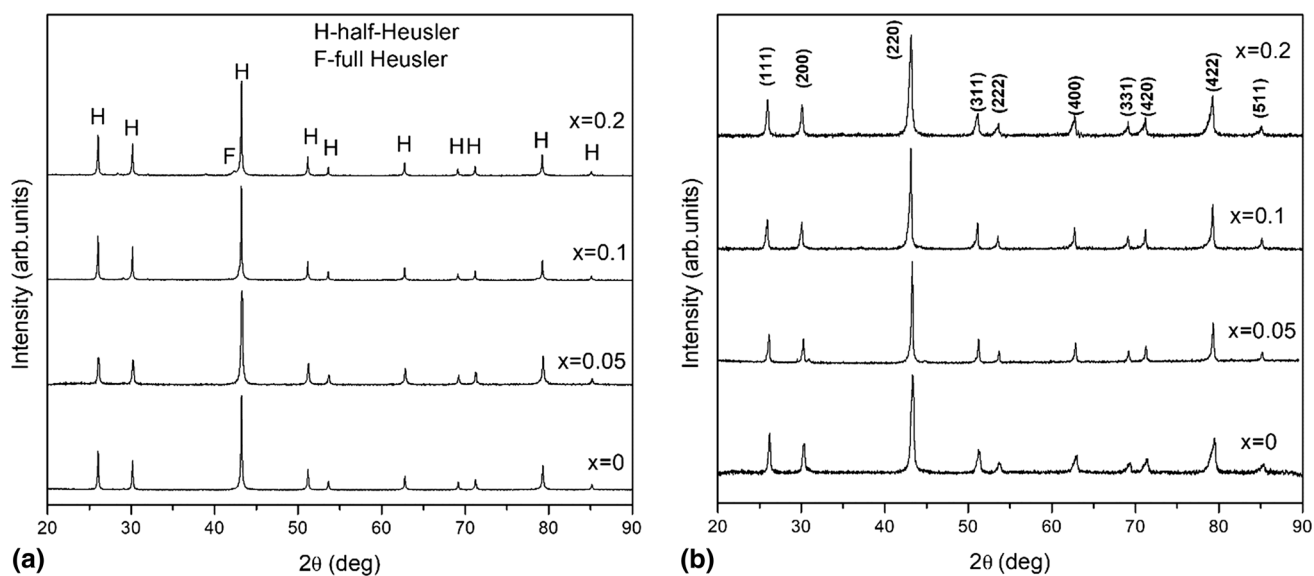 H-half-Heusler
F-full Heusler
H H H F H H H H H H H
x=0.2
x=0.1
x=0.05
x=0
Intensity (arb.units)
20 30 40 50 60 70 80 90
2θ (deg)
(a)
(111) (200) (220) (311) (222) (400) (331) (420) (422) (511)
x=0.2
x=0.1
x=0.05
x=0
Intensity (arb.units)
20 30 40 50 60 70 80 90
2θ (deg)
(b)